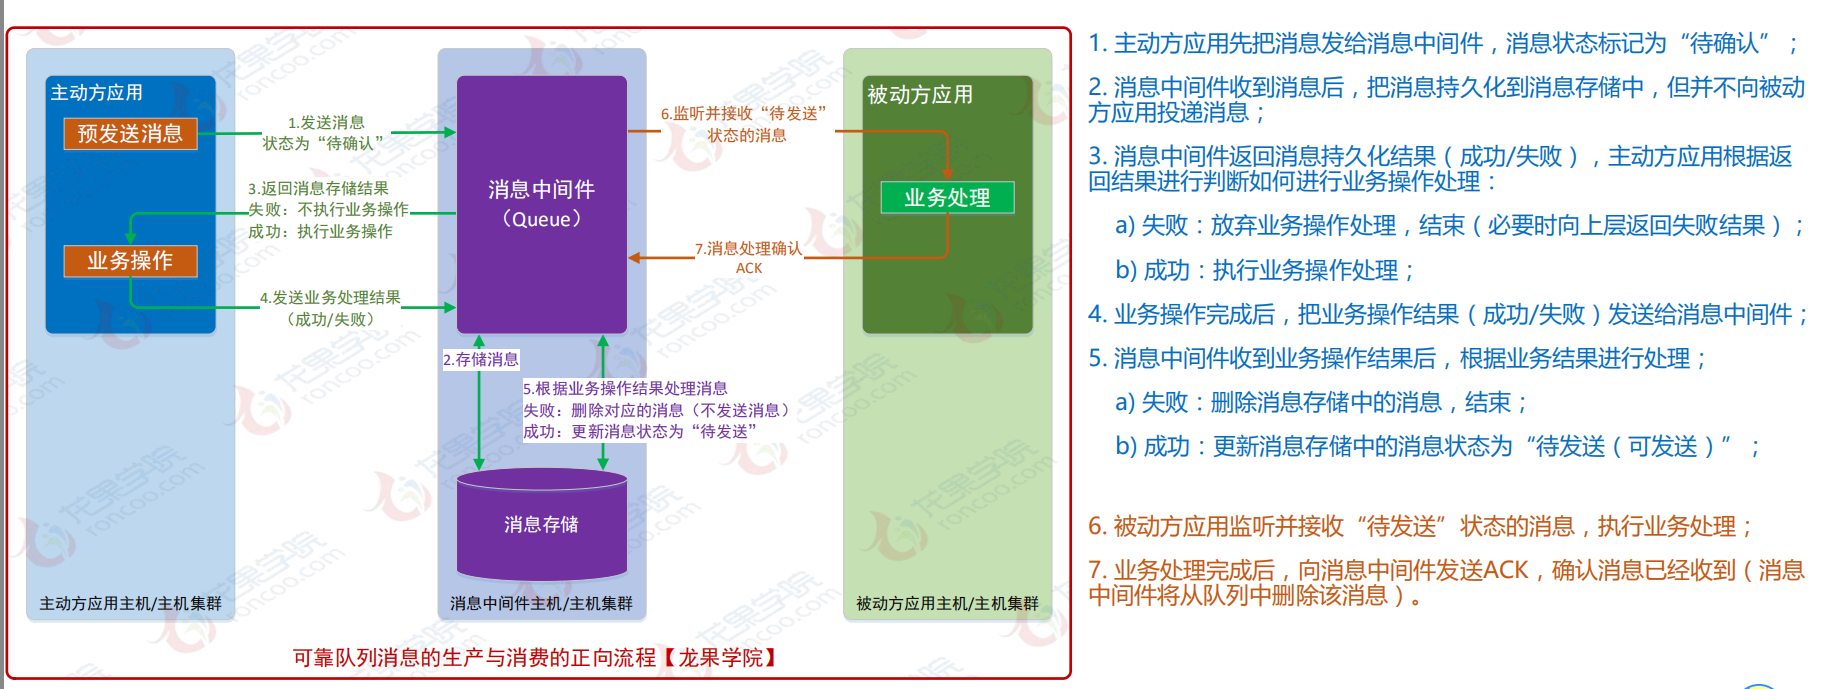 主动方应用
预发送消息
1.发送消息
状态为“待确认”
3.返回消息存储结果
失败：不执行业务操作
成功：执行业务操作
业务操作
4.发送业务处理结果
（成功/失败）
消息中间件
（Queue）
2.存储消息
5.根据业务操作结果处理消息
失败：删除对应的消息（不发送消息）
成功：更新消息状态为“待发送”
消息存储
6.监听并接收“待发送”
状态的消息
7.消息处理确认
ACK
被动方应用
业务处理
主动方应用主机/主机集群
消息中间件主机/主机集群
被动方应用主机/主机集群
可靠队列消息的生产与消费的正向流程【龙果学院】
1. 主动方应用先把消息发给消息中间件，消息状态标记为“待确认”；
2. 消息中间件收到消息后，把消息持久化到消息存储中，但并不向被动
方应用投递消息；
3. 消息中间件返回消息持久化结果（成功/失败），主动方应用根据返
回结果进行判断如何进行业务操作处理：
a) 失败：放弃业务操作处理，结束（必要时向上层返回失败结果）；
b) 成功：执行业务操作处理；
4. 业务操作完成后，把业务操作结果（成功/失败）发送给消息中间件；
5. 消息中间件收到业务操作结果后，根据业务结果进行处理；
a) 失败：删除消息存储中的消息，结束；
b) 成功：更新消息存储中的消息状态为“待发送（可发送）”；
6. 被动方应用监听并接收“待发送”状态的消息，执行业务处理；
7. 业务处理完成后，向消息中间件发送ACK，确认消息已经收到（消息
中间件将从队列中删除该消息）。
龙果学院
roncoo.com